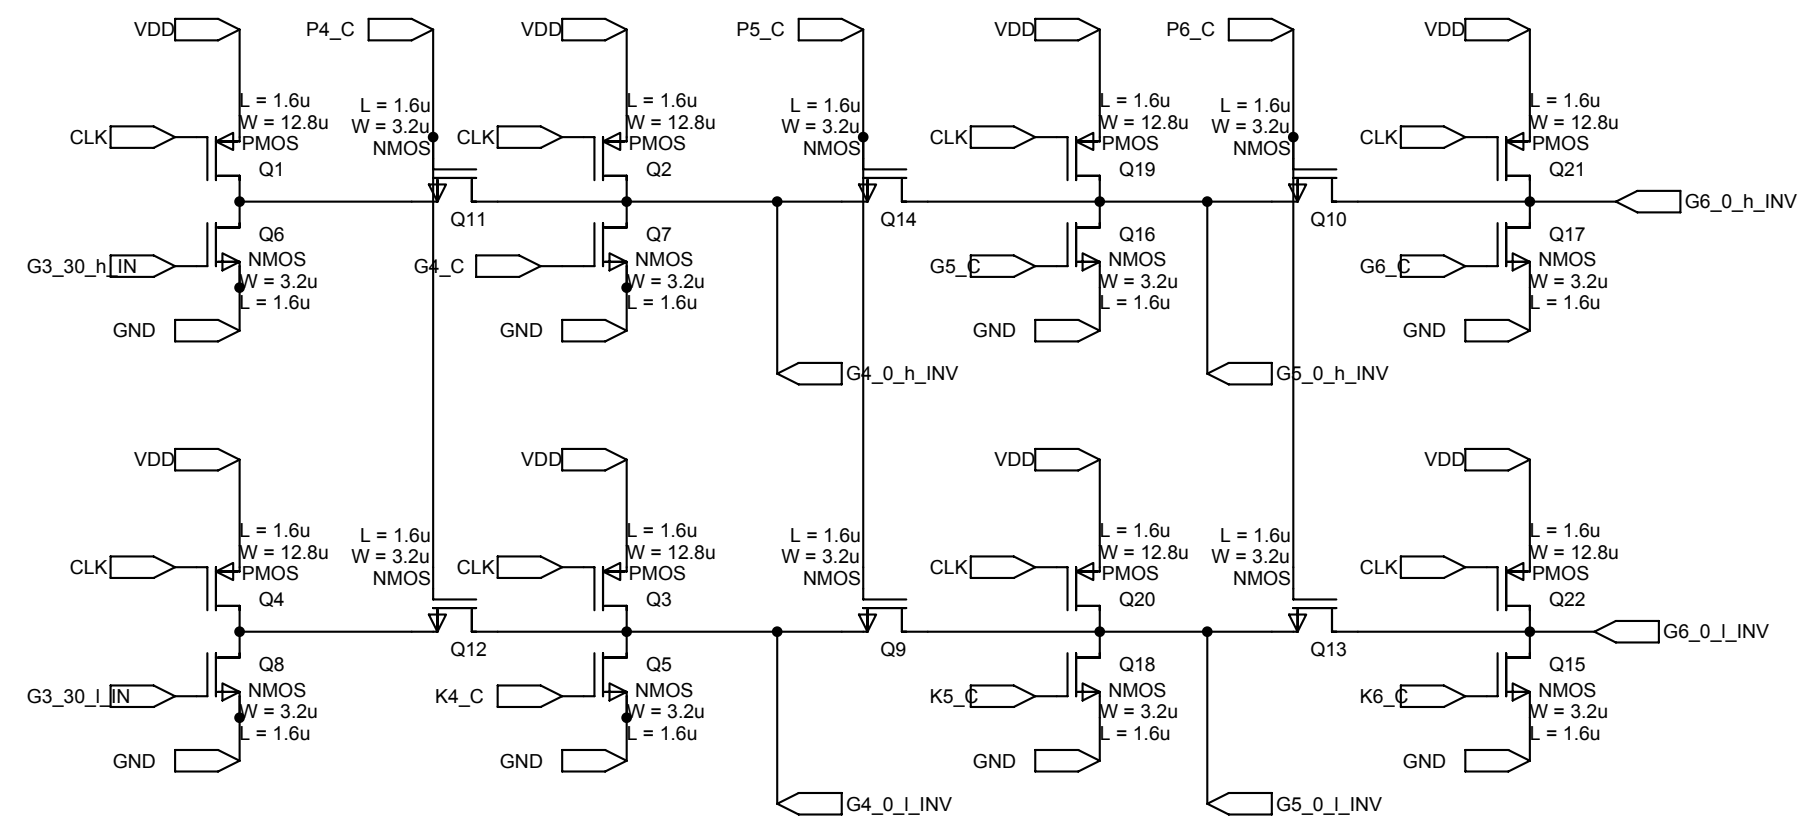 VDD P4_C VDD P5_C VDD P6_C VDD
L = 1.6u L = 1.6u L = 1.6u L = 1.6u L = 1.6u L = 1.6u L = 1.6u
W = 12.8u W = 3.2u W = 12.8u W = 3.2u W = 12.8u W = 3.2u W = 12.8u
CLK PMOS NMOS CLK PMOS NMOS CLK PMOS NMOS CLK PMOS
Q1 Q2 Q19 Q21
Q11 Q14 Q10 G6_0_h_INV
Q6 Q7 Q16 Q17
G3_30_h_IN NMOS G4_C NMOS G5_C NMOS G6_C NMOS
W = 3.2u W = 3.2u W = 3.2u W = 3.2u
L = 1.6u L = 1.6u L = 1.6u L = 1.6u
GND GND GND GND
G4_0_h_INV G5_0_h_INV
VDD VDD VDD VDD
L = 1.6u L = 1.6u L = 1.6u L = 1.6u L = 1.6u L = 1.6u L = 1.6u
W = 12.8u W = 3.2u W = 12.8u W = 3.2u W = 12.8u W = 3.2u W = 12.8u
CLK PMOS NMOS CLK PMOS NMOS CLK PMOS NMOS CLK PMOS
Q4 Q3 Q20 Q22
Q12 Q9 Q13 G6_0_l_INV
Q8 Q5 Q18 Q15
G3_30_l_IN NMOS K4_C NMOS K5_C NMOS K6_C NMOS
W = 3.2u W = 3.2u W = 3.2u W = 3.2u
L = 1.6u L = 1.6u L = 1.6u L = 1.6u
GND GND GND GND
G4_0_l_INV G5_0_l_INV